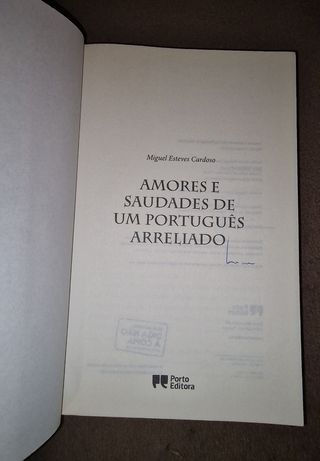 Miguel Esteves Cardoso
AMORES E
SAUDADES DE
UM PORTUGUÊS
ARRELIADO
Porto
Editora